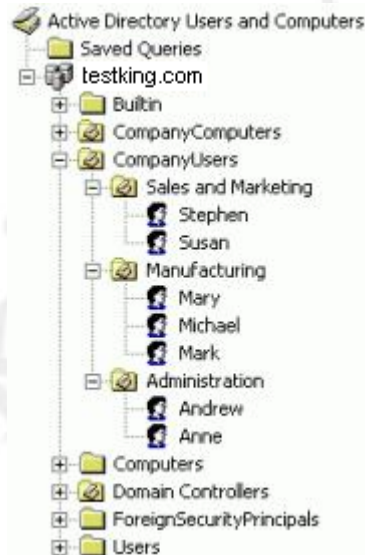 Active Directory Users and Computers
Saved Queries
testking.com
Builtin
CompanyComputers
CompanyUsers
Sales and Marketing
Stephen
Susan
Manufacturing
Mary
Michael
Mark
Administration
Andrew
Anne
Computers
Domain Controllers
ForeignSecurityPrincipals
Users